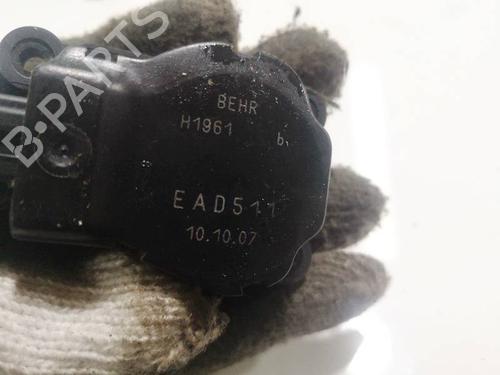 B-PARTS
BEHR
H1961 b,
EAD511
10.10.07